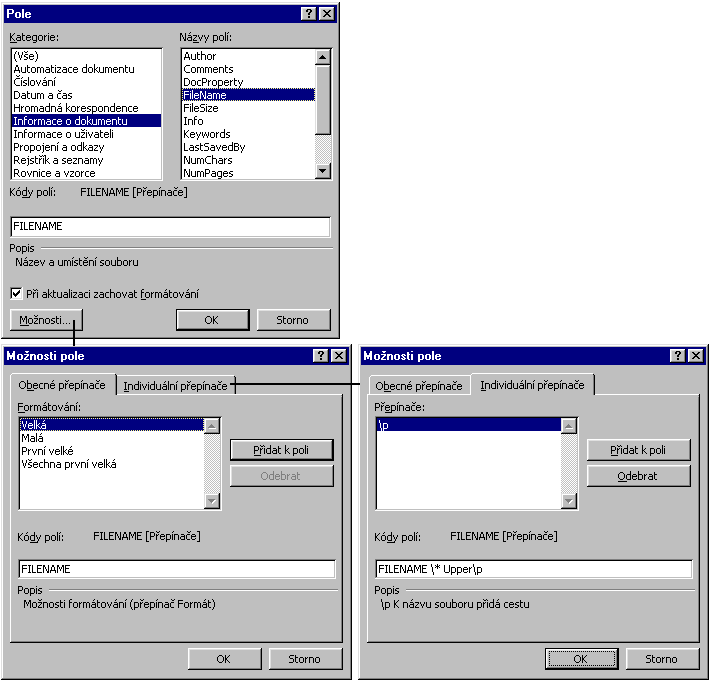 Pole
Kategorie:
(Vše)
Automatizace dokumentu
Číslování
Datum a čas
Hromadná korespondence
Informace o dokumentu
Informace o uživateli
Propojení a odkazy
Rejstřík a seznamy
Rovnice a vzorce
Názvy polí:
Author
Comments
DocProperty
FileName
FileSize
Info
Keywords
LastSavedBy
NumChars
NumPages
Kódy polí: FILENAME [Přepínače]
FILENAME
Popis
Název a umístění souboru
Při aktualizaci zachovat formátování
Možnosti... OK Storno
Možnosti pole
Obecné přepínače Individuální přepínače
Formátování:
Velká
Malá
První velké
Všechna první velká
Přidat k poli
Odebrat
Kódy polí: FILENAME [Přepínače]
FILENAME
Popis
Možnosti formátování (přepínač Formát)
OK Storno
Možnosti pole
Obecné přepínače Individuální přepínače
Přepínače:
\p
Přidat k poli
Odebrat
Kódy polí: FILENAME [Přepínače]
FILENAME \* Upper\p
Popis
\p K názvu souboru přidá cestu
OK Storno